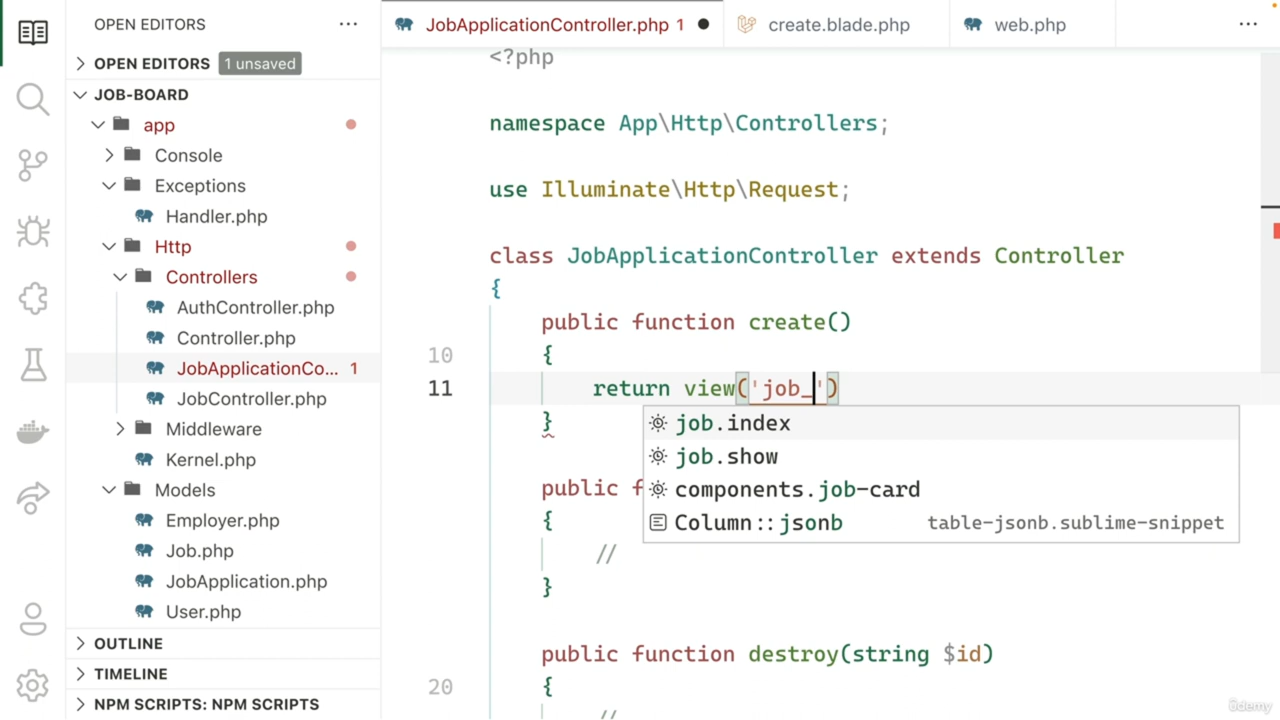 OPEN EDITORS
OPEN EDITORS 1 unsaved
JOB-BOARD
app
Console
Exceptions
Handler.php
Http
Controllers
AuthController.php
Controller.php
JobApplicationCo... 1
JobController.php
Middleware
Kernel.php
Models
Employer.php
Job.php
JobApplication.php
User.php
OUTLINE
TIMELINE
NPM SCRIPTS: NPM SCRIPTS
JobApplicationController.php 1
create.blade.php
web.php
<?php
namespace App\Http\Controllers;
use Illuminate\Http\Request;
class JobApplicationController extends Controller
{
public function create()
10 {
11 return view('job_')
}
job.index
job.show
components.job-card
Column::jsonb table-jsonb.sublime-snippet
public f
{
//
}
public function destroy(string $id)
20 {
//
ûdemy